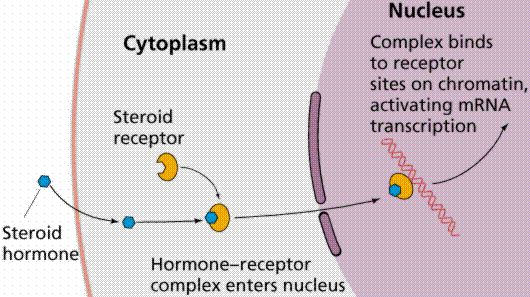 Nucleus
Cytoplasm
Complex binds
to receptor
sites on chromatin,
activating mRNA
transcription
Steroid
receptor
Steroid
hormone
Hormone–receptor
complex enters nucleus